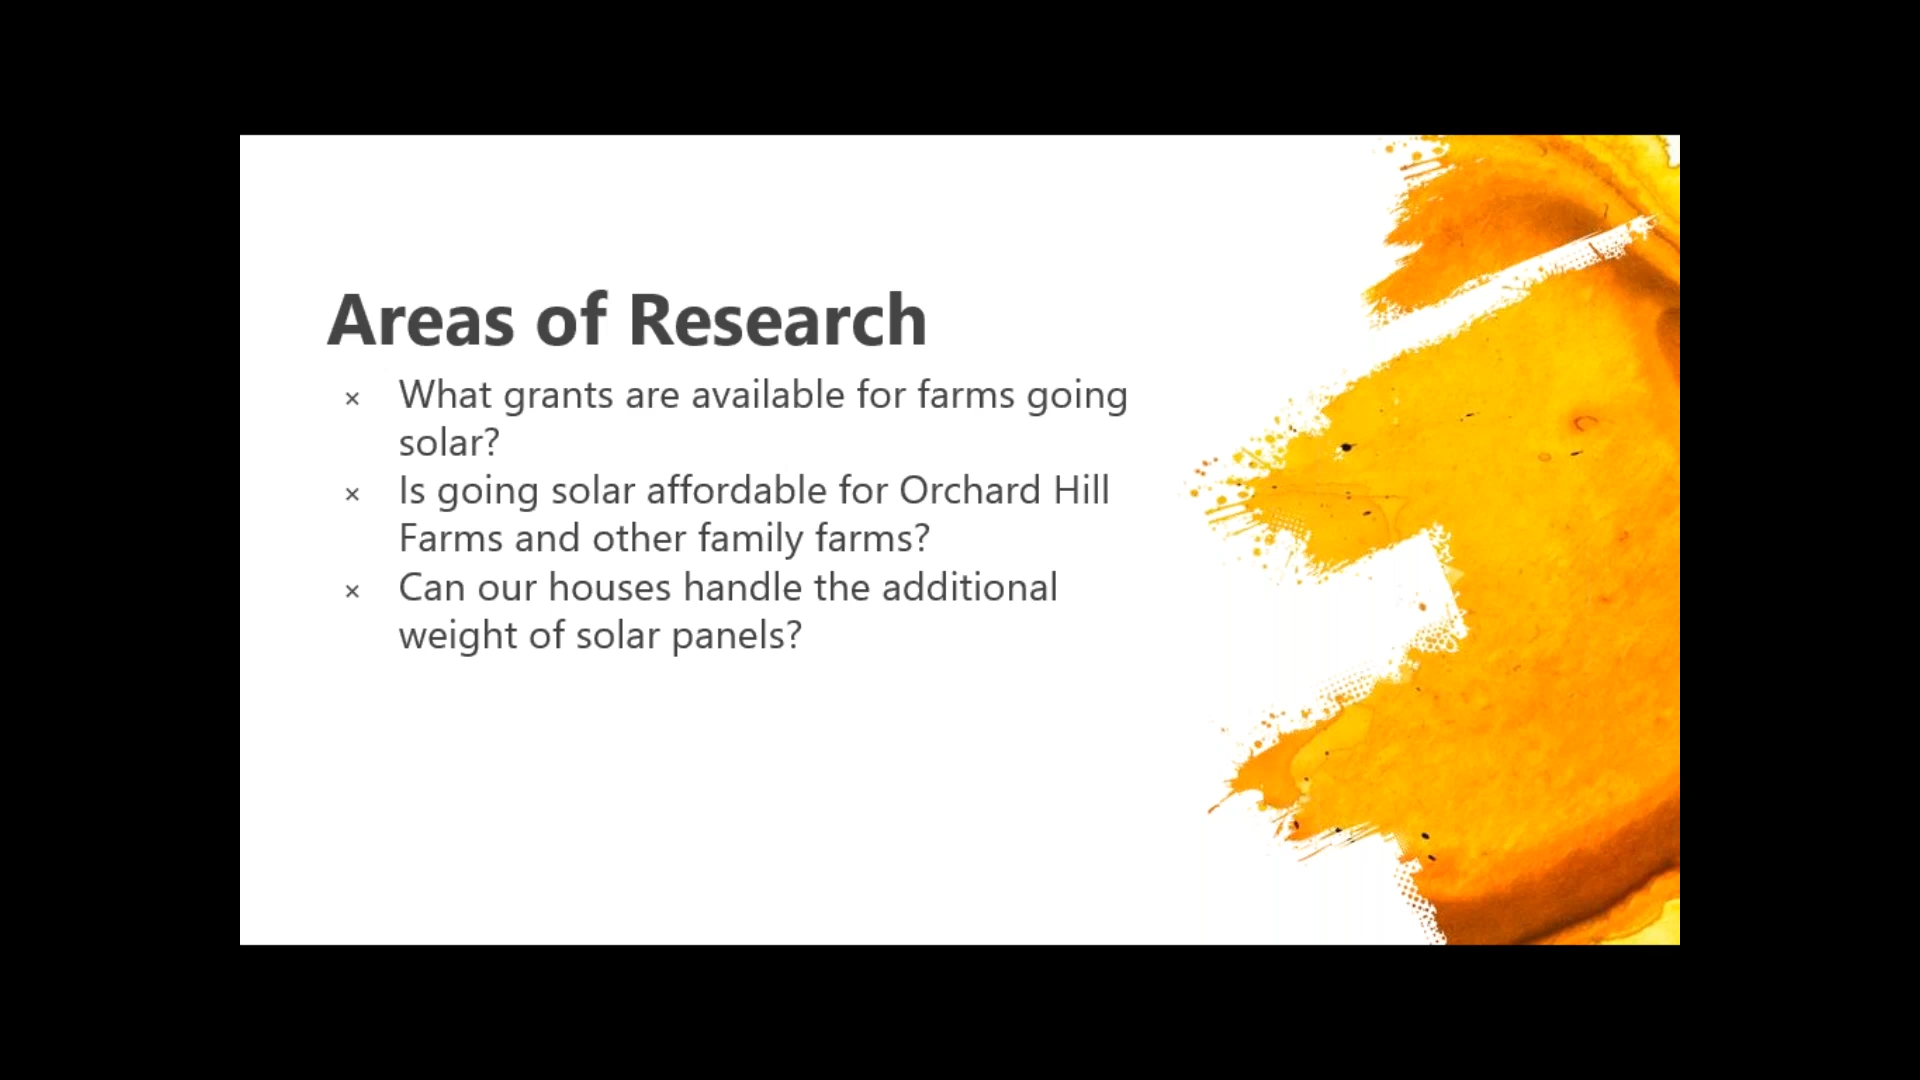 Areas of Research
× What grants are available for farms going
solar?
× Is going solar affordable for Orchard Hill
Farms and other family farms?
× Can our houses handle the additional
weight of solar panels?